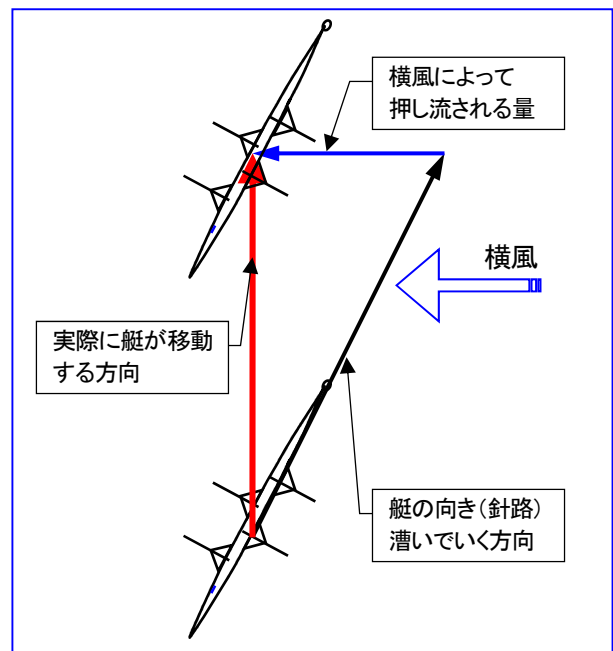 横風によって
押し流される量
横風
実際に艇が移動
する方向
艇の向き（針路）
漕いでいく方向